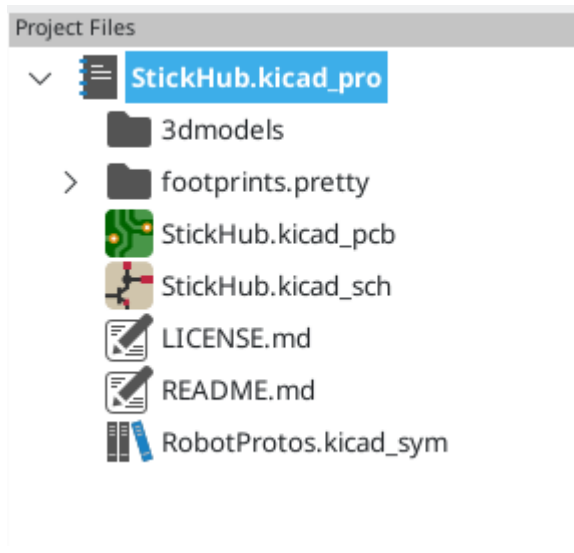 Project Files
StickHub.kicad_pro
3dmodels
footprints.pretty
StickHub.kicad_pcb
StickHub.kicad_sch
LICENSE.md
README.md
RobotProtos.kicad_sym